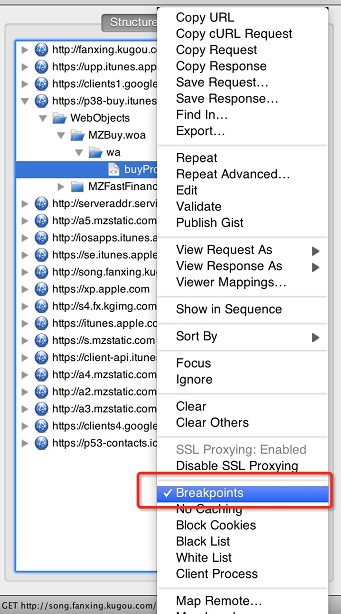 Structure
http://fanxing.kugou.com
https://upp.itunes.app
https://clients1.google
https://p38-buy.itunes
WebObjects
MZBuy.woa
wa
buyPro
MZFastFinanc
http://serveraddr.servi
http://a5.mzstatic.com
http://iosapps.itunes.a
https://se.itunes.apple
http://song.fanxing.kug
https://xp.apple.com
http://s4.fx.kgimg.com
https://itunes.apple.co
https://s.mzstatic.com
https://client-api.itune
http://a4.mzstatic.com
http://a2.mzstatic.com
http://a3.mzstatic.com
https://clients4.google
https://p53-contacts.ic
GET http://song.fanxing.kugou.com/
Copy URL
Copy cURL Request
Copy Request
Copy Response
Save Request...
Save Response...
Find In...
Export...
Repeat
Repeat Advanced...
Edit
Validate
Publish Gist
View Request As
View Response As
Viewer Mappings...
Show in Sequence
Sort By
Focus
Ignore
Clear
Clear Others
SSL Proxying: Enabled
Disable SSL Proxying
✓ Breakpoints
No Caching
Block Cookies
Black List
White List
Client Process
Map Remote...